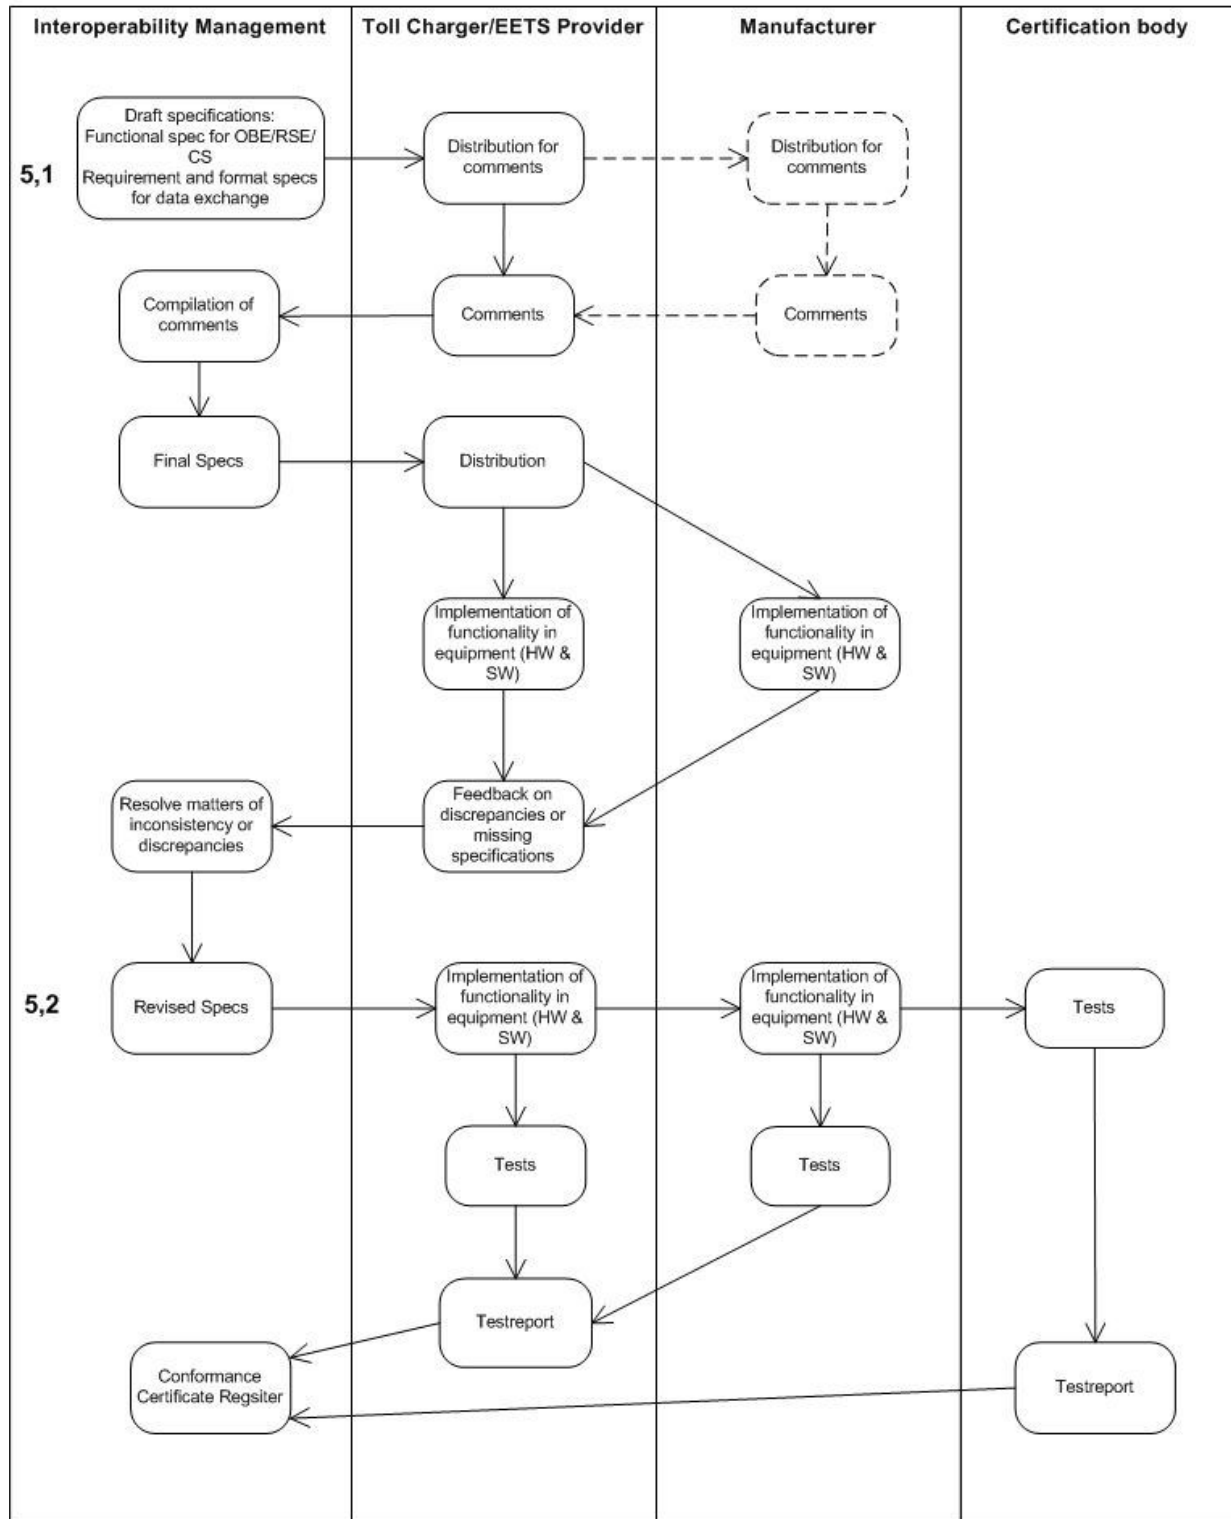 Interoperability Management
Toll Charger/EETS Provider
Manufacturer
Certification body
5,1
Draft specifications:
Functional spec for OBE/RSE/
CS
Requirement and format specs
for data exchange
Distribution for
comments
Distribution for
comments
Compilation of
comments
Comments
Comments
Final Specs
Distribution
Implementation of
functionality in
equipment (HW &
SW)
Implementation of
functionality in
equipment (HW &
SW)
Resolve matters of
inconsistency or
discrepancies
Feedback on
discrepancies or
missing
specifications
5,2
Revised Specs
Implementation of
functionality in
equipment (HW &
SW)
Implementation of
functionality in
equipment (HW &
SW)
Tests
Tests
Tests
Testreport
Conformance
Certificate Regsiter
Testreport